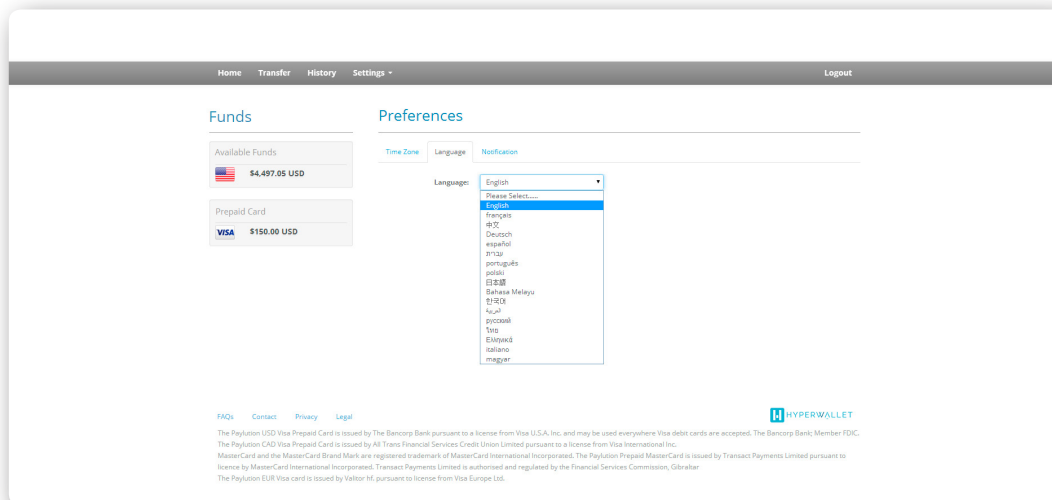 Home Transfer History Settings Logout
Funds
Available Funds
$4,497.05 USD
Prepaid Card
VISA $150.00 USD
Preferences
Time Zone Language Notification
Language: English
Please Select......
English
français
中文
Deutsch
español
עברית
português
polski
日本語
Bahasa Melayu
한국어
العربية
русский
ไทย
Ελληνικά
italiano
magyar
FAQs Contact Privacy Legal
HYPERWALLET
The Paylution USD Visa Prepaid Card is issued by The Bancorp Bank pursuant to a license from Visa U.S.A. Inc. and may be used everywhere Visa debit cards are accepted. The Bancorp Bank; Member FDIC.
The Paylution CAD Visa Prepaid Card is issued by All Trans Financial Services Credit Union Limited pursuant to a license from Visa International Inc.
MasterCard and the MasterCard Brand Mark are registered trademark of MasterCard International Incorporated. The Paylution Prepaid MasterCard is issued by Transact Payments Limited pursuant to
licence by MasterCard International Incorporated. Transact Payments Limited is authorised and regulated by the Financial Services Commission, Gibraltar
The Paylution EUR Visa card is issued by Valitor hf. pursuant to license from Visa Europe Ltd.